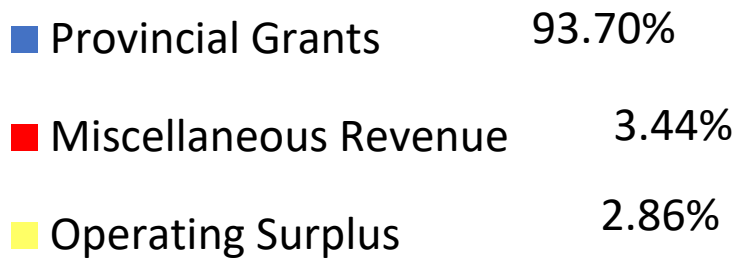 Provincial Grants 93.70%
Miscellaneous Revenue 3.44%
Operating Surplus 2.86%